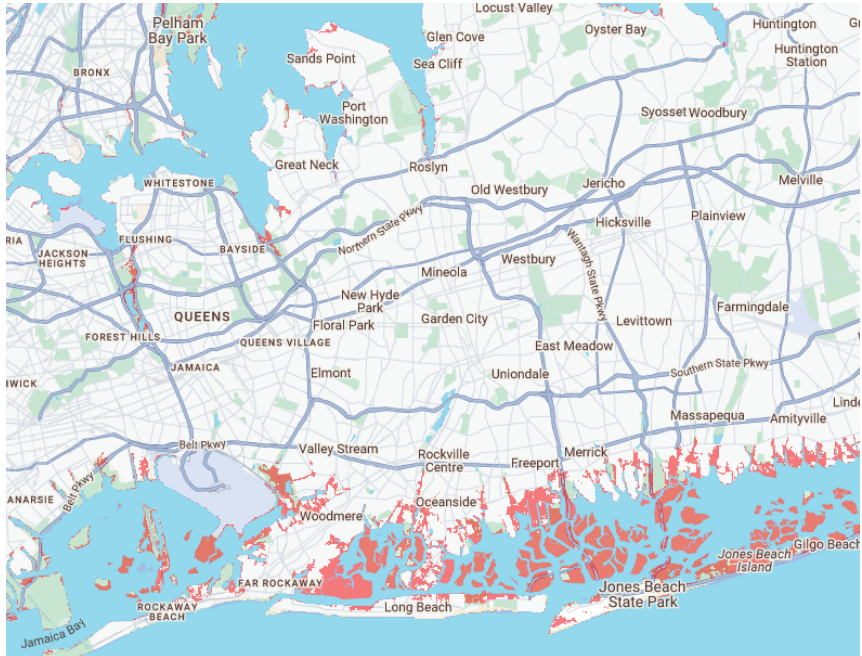 Locust Valley
Pelham
Bay Park
Glen Cove
Oyster Bay
Huntington
Huntington
Station
BRONX
Sands Point
Sea Cliff
Port
Washington
Syosset
Woodbury
Great Neck
Roslyn
WHITESTONE
Old Westbury
Jericho
Melville
Northern State Pkwy
Plainview
Hicksville
FLUSHING
BAYSIDE
JACKSON
HEIGHTS
Westbury
Wantagh State Pkwy
Mineola
New Hyde
Park
QUEENS
Floral Park
Garden City
Farmingdale
Levittown
FOREST HILLS
QUEENS VILLAGE
East Meadow
JAMAICA
Elmont
Uniondale
Southern State Pkwy
Massapequa
Amityville
Belt Pkwy
Valley Stream
Rockville
Centre
Merrick
Freeport
Belt Pkwy
ANARSIE
Oceanside
Woodmere
Gilgo Beach
Jones Beach
Island
FAR ROCKAWAY
Jones Beach
State Park
ROCKAWAY
BEACH
Long Beach
Jamaica Bay